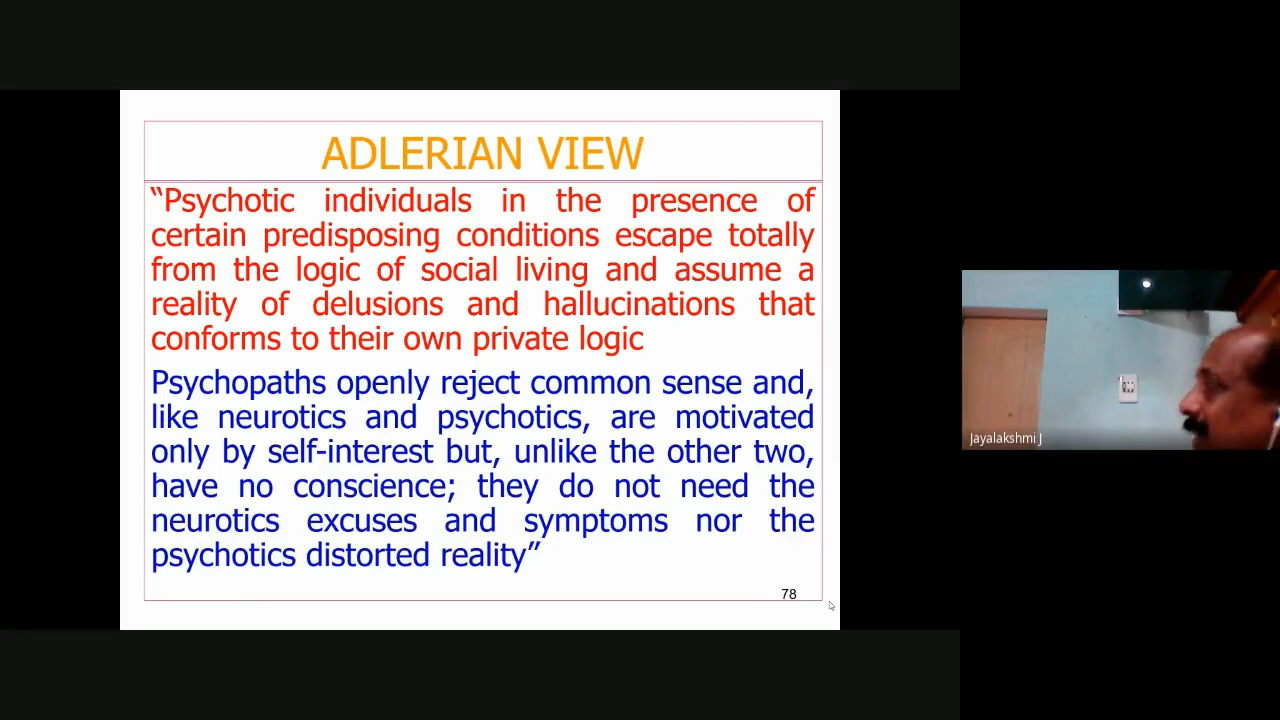 ADLERIAN VIEW
“Psychotic individuals in the presence of
certain predisposing conditions escape totally
from the logic of social living and assume a
reality of delusions and hallucinations that
conforms to their own private logic
Psychopaths openly reject common sense and,
like neurotics and psychotics, are motivated
only by self-interest but, unlike the other two,
have no conscience; they do not need the
neurotics excuses and symptoms nor the
psychotics distorted reality”
78
Jayalakshmi J